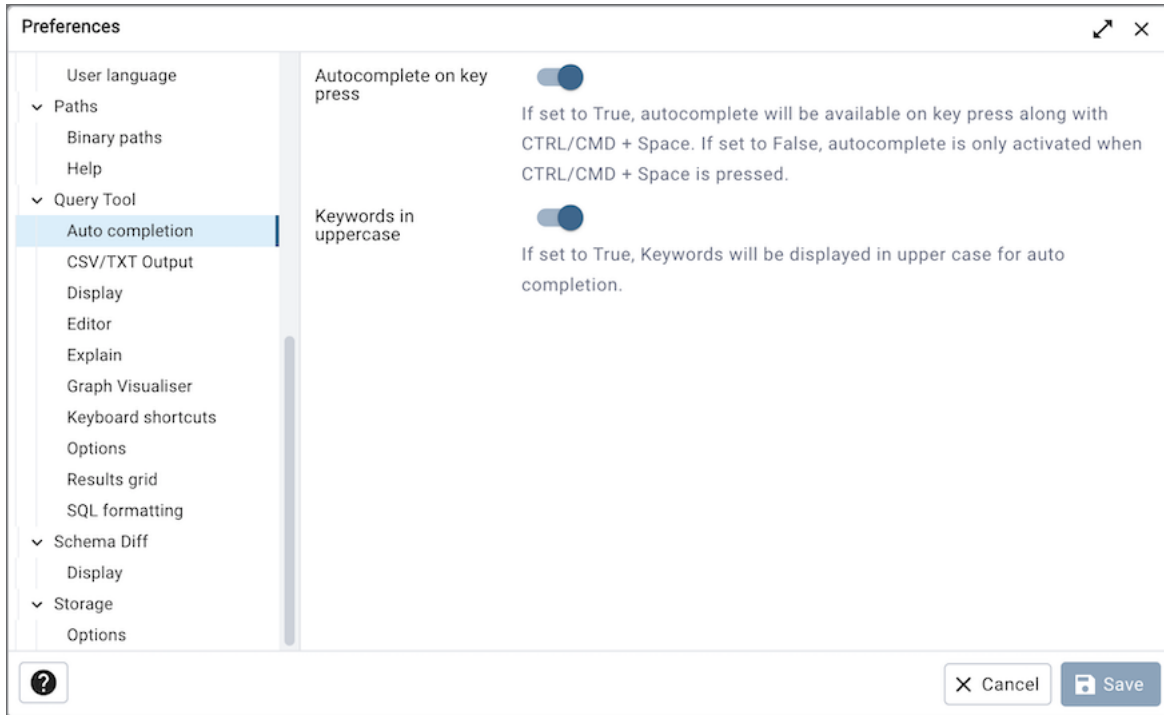 Preferences
User language
Paths
Binary paths
Help
Query Tool
Auto completion
CSV/TXT Output
Display
Editor
Explain
Graph Visualiser
Keyboard shortcuts
Options
Results grid
SQL formatting
Schema Diff
Display
Storage
Options
Autocomplete on key
press
If set to True, autocomplete will be available on key press along with
CTRL/CMD + Space. If set to False, autocomplete is only activated when
CTRL/CMD + Space is pressed.
Keywords in
uppercase
If set to True, Keywords will be displayed in upper case for auto
completion.
?
Cancel
Save